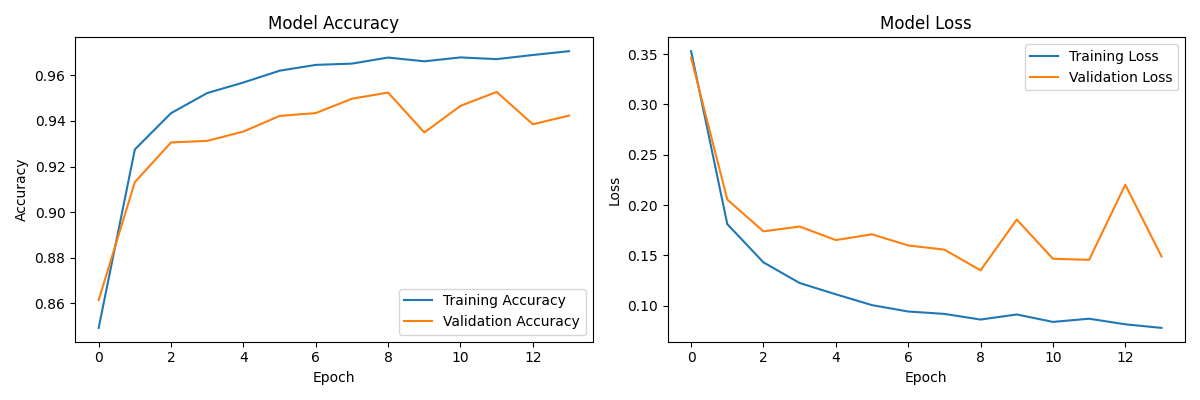 Model Accuracy
0.96
0.94
0.92
0.90
0.88
0.86
Accuracy
Training Accuracy
Validation Accuracy
0 2 4 6 8 10 12
Epoch
Model Loss
0.35
0.30
0.25
0.20
0.15
0.10
Loss
Training Loss
Validation Loss
0 2 4 6 8 10 12
Epoch